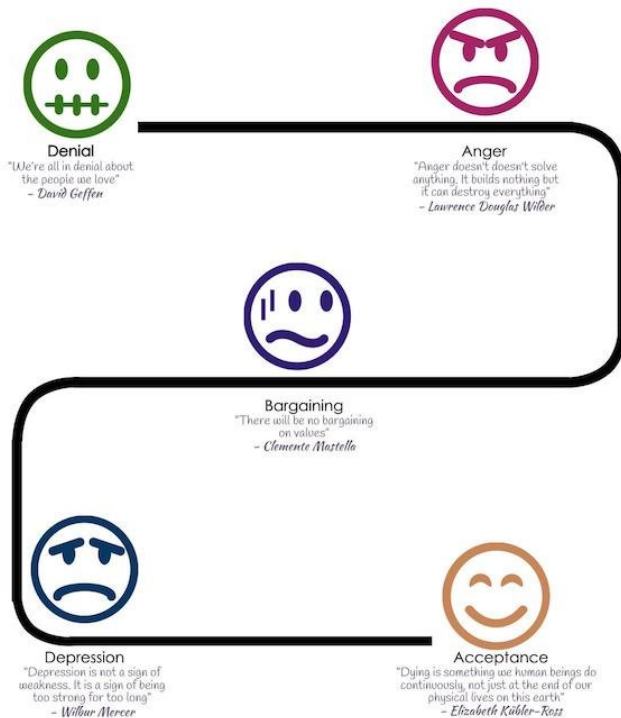 Denial
"We're all in denial about
the people we love"
- David Geffen
Anger
"Anger doesn't doesn't solve
anything. It builds nothing but
it can destroy everything"
- Lawrence Douglas Wilder
Bargaining
"There will be no bargaining
on values"
- Clemente Mastella
Depression
"Depression is not a sign of
weakness. It is a sign of being
too strong for too long"
- Wilbur Mercer
Acceptance
"Dying is something we human beings do
continuously, not just at the end of our
physical lives on this earth"
- Elizabeth Kübler-Ross